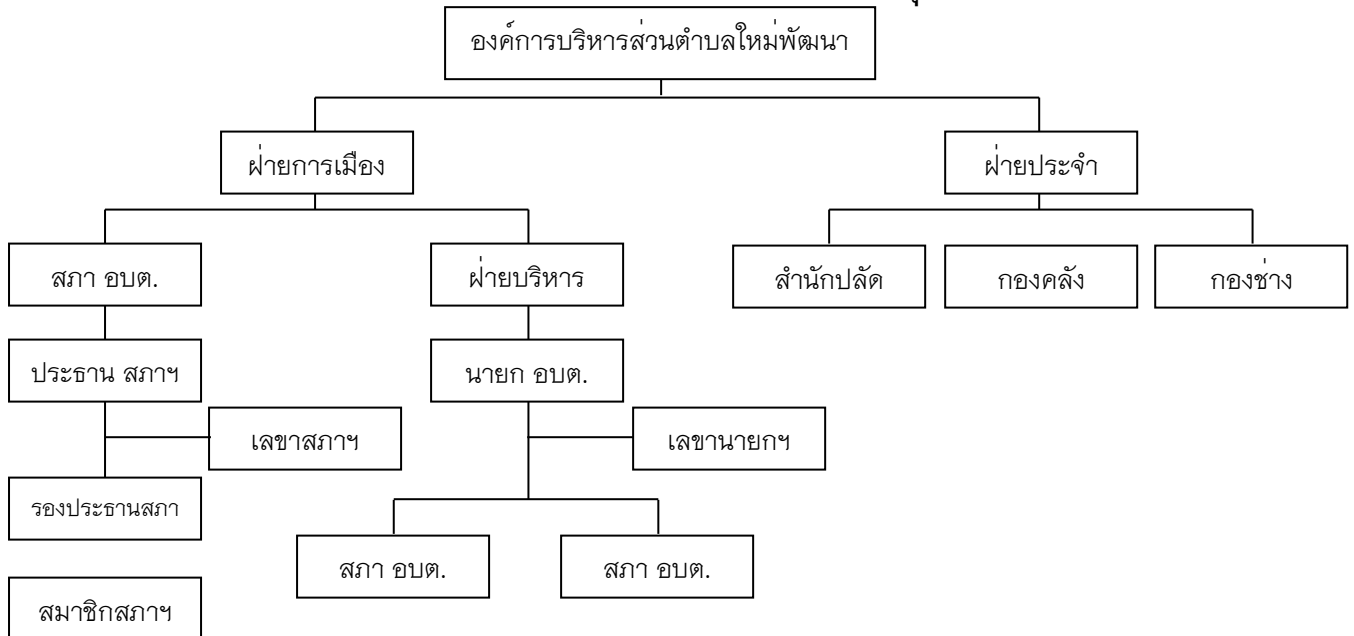 องค์การบริหารส่วนตำบลใหม่พัฒนา
ฝ่ายการเมือง
ฝ่ายประจำ
สภา อบต.
ฝ่ายบริหาร
สำนักปลัด
กองคลัง
กองช่าง
ประธาน สภาฯ
นายก อบต.
เลขาสภาฯ
เลขานายกฯ
รองประธานสภา
สภา อบต.
สภา อบต.
สมาชิกสภาฯ